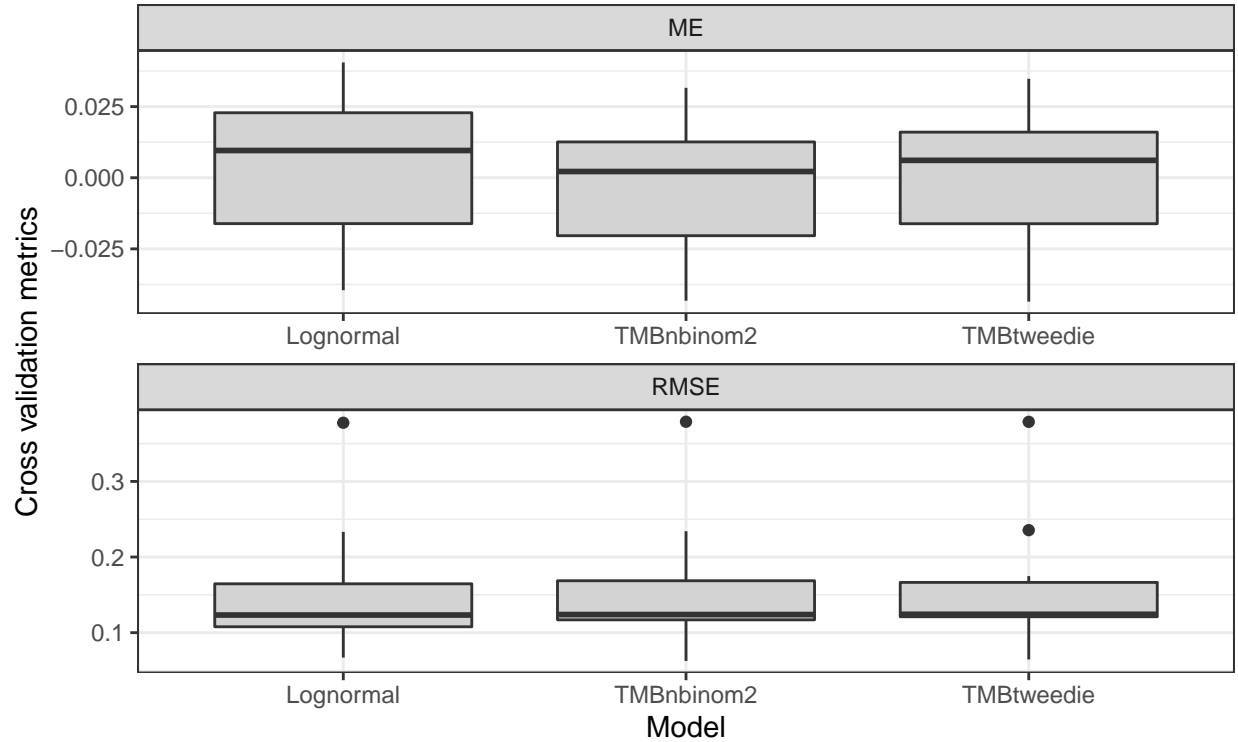 ME
Cross validation metrics
0.025
0.000
−0.025
Lognormal TMBnbinom2 TMBtweedie
RMSE
0.3
0.2
0.1
Lognormal TMBnbinom2 TMBtweedie
Model